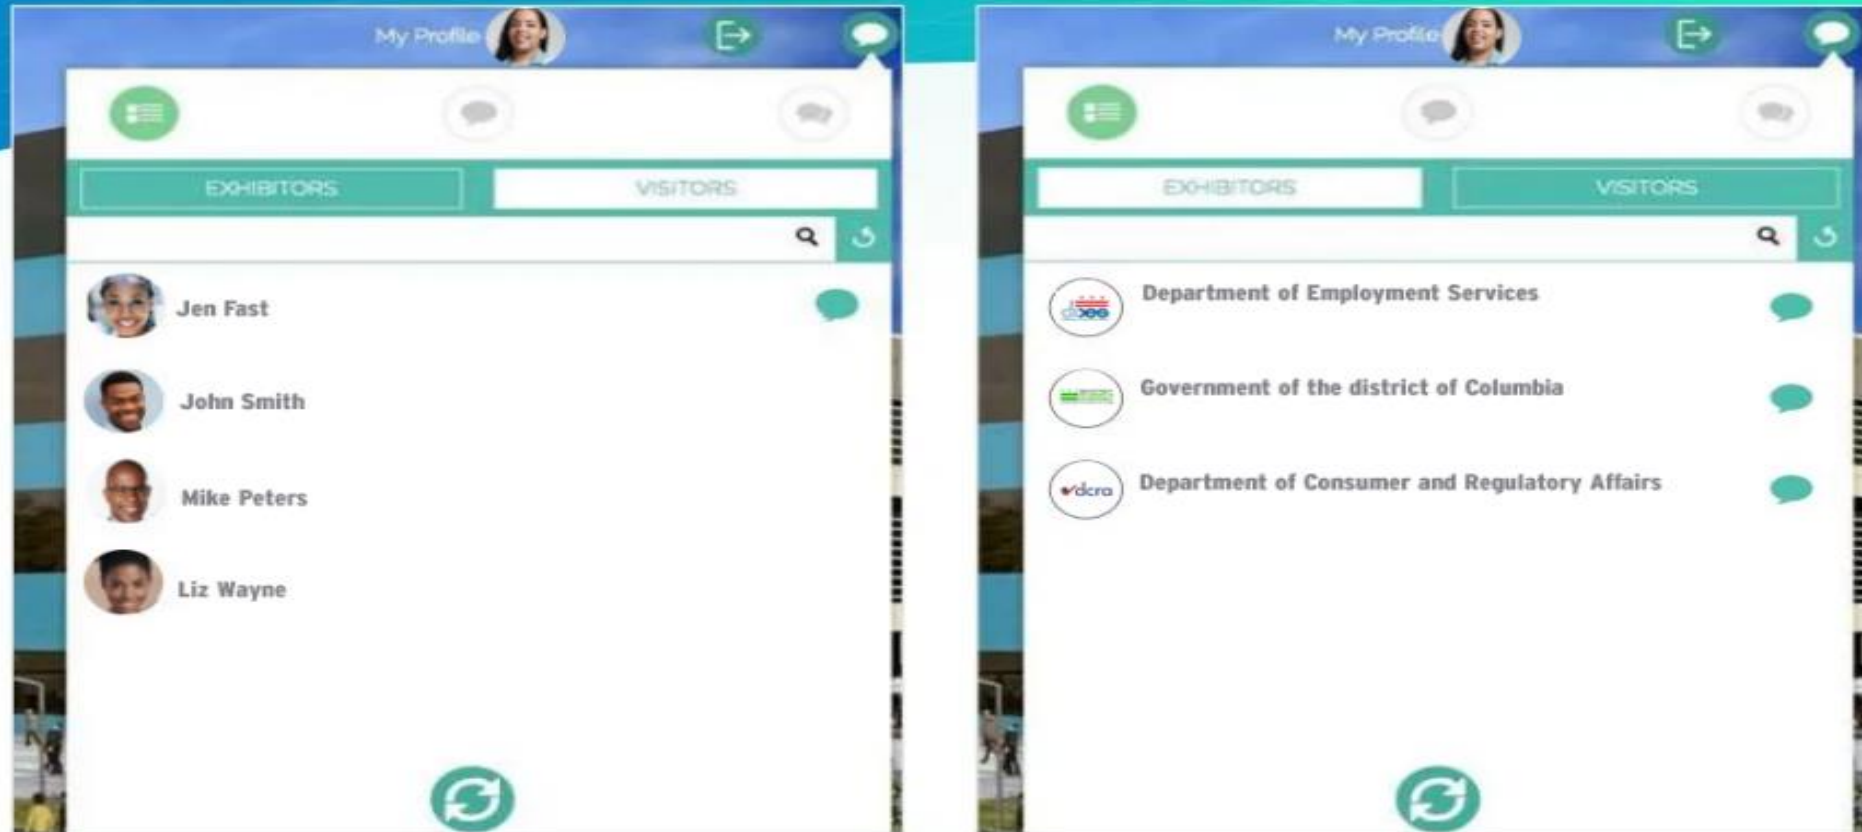 My Profile
EXHIBITORS
VISITORS
Jen Fast
John Smith
Mike Peters
Liz Wayne
My Profile
EXHIBITORS
VISITORS
Department of Employment Services
Government of the district of Columbia
dcra
Department of Consumer and Regulatory Affairs